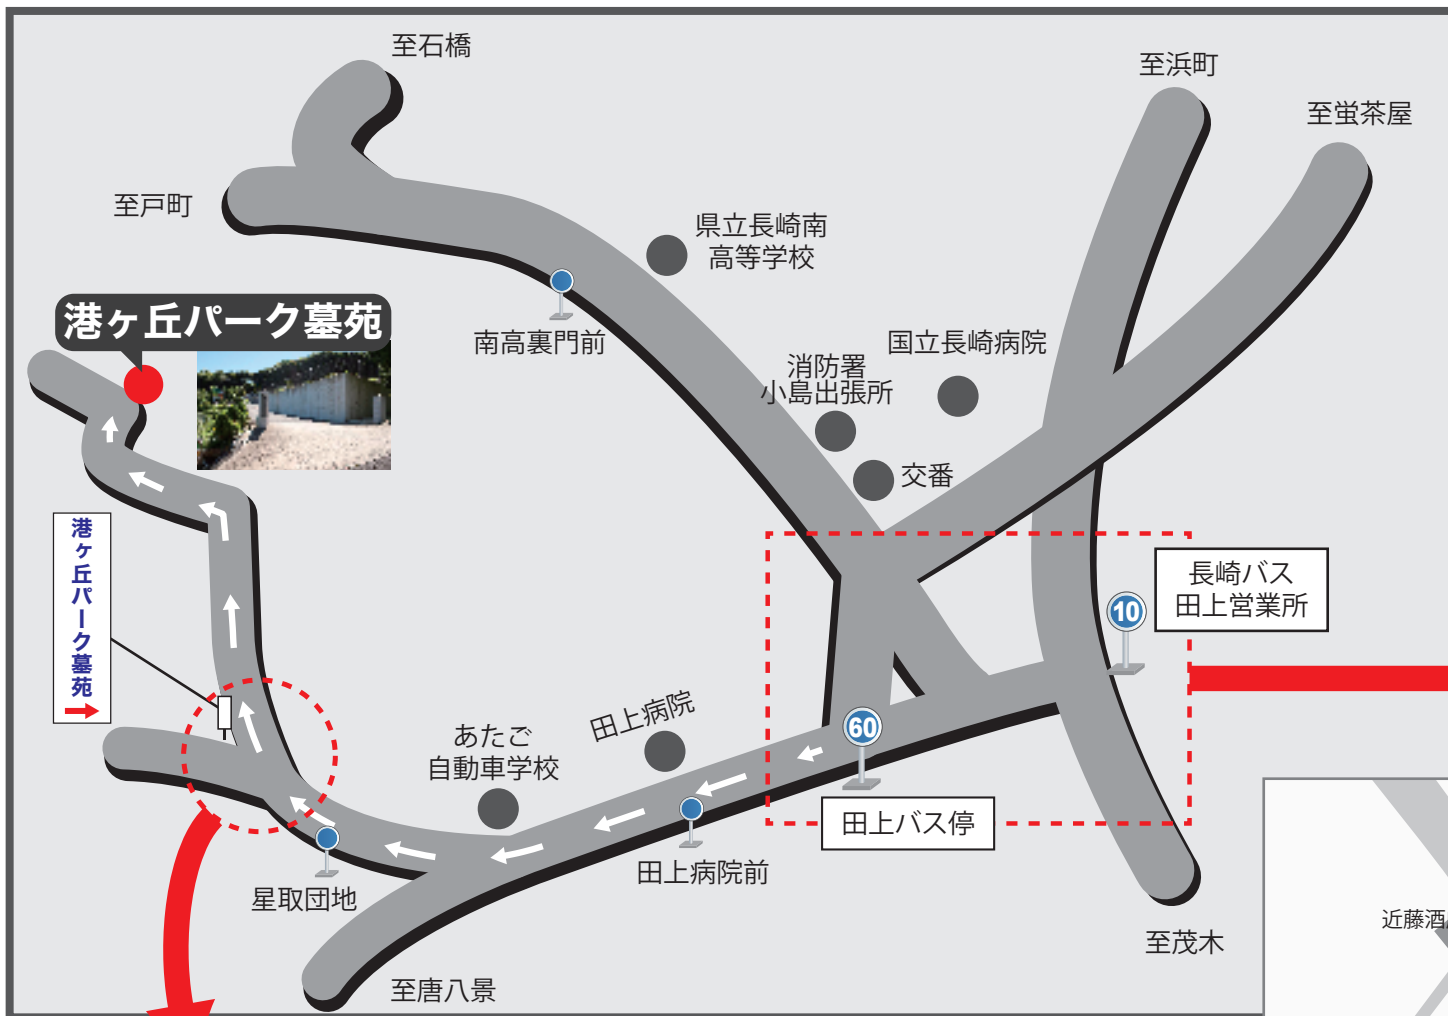 至石橋
至浜町
至蛍茶屋
至戸町
県立長崎南
高等学校
港ヶ丘パーク墓苑
南高裏門前
国立長崎病院
消防署
小島出張所
交番
港ヶ丘パーク墓苑
長崎バス
田上営業所
10
60
田上病院
あたご
自動車学校
田上バス停
田上病院前
星取団地
近藤酒
至茂木
至唐八景